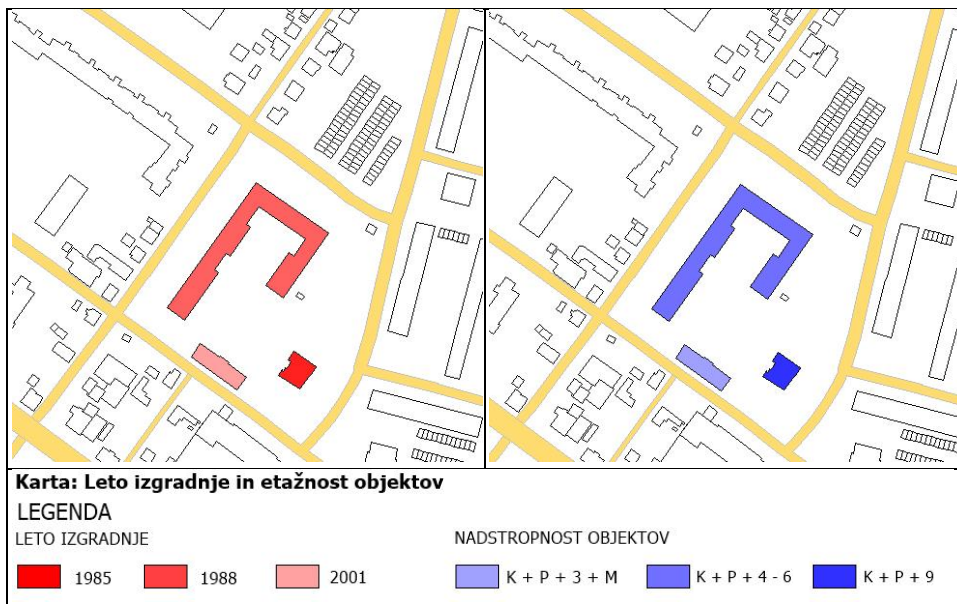 Karta: Leto izgradnje in etažnost objektov
LEGENDA
LETO IZGRADNJE
NADSTROPNOST OBJEKTOV
1985
1988
2001
K + P + 3 + M
K + P + 4 - 6
K + P + 9